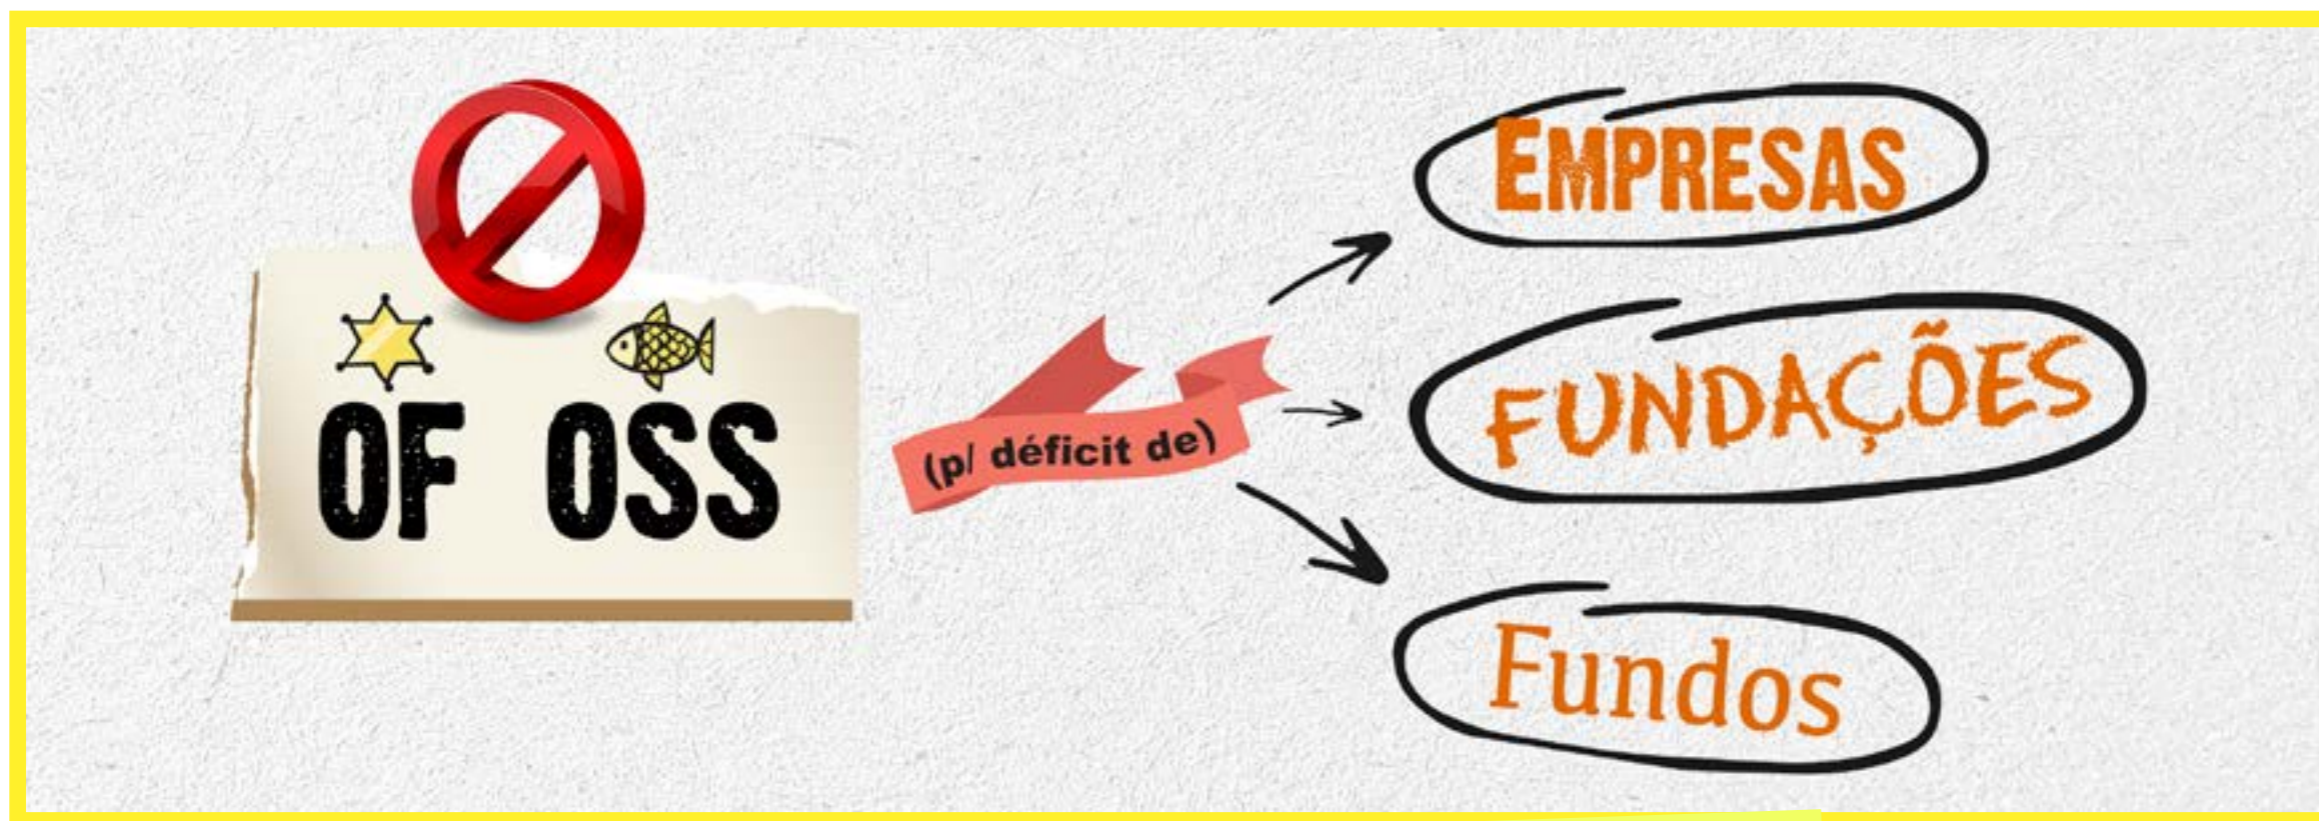 OF OSS
(p/ déficit de)
EMPRESAS
FUNDAÇÕES
Fundos